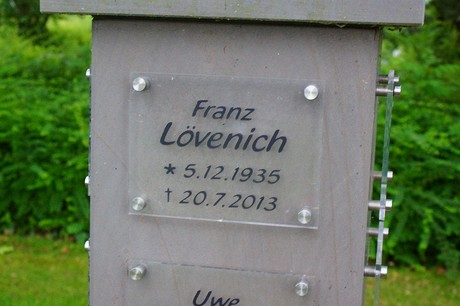 Franz
Lövenich
* 5.12.1935
† 20.7.2013
Uwe